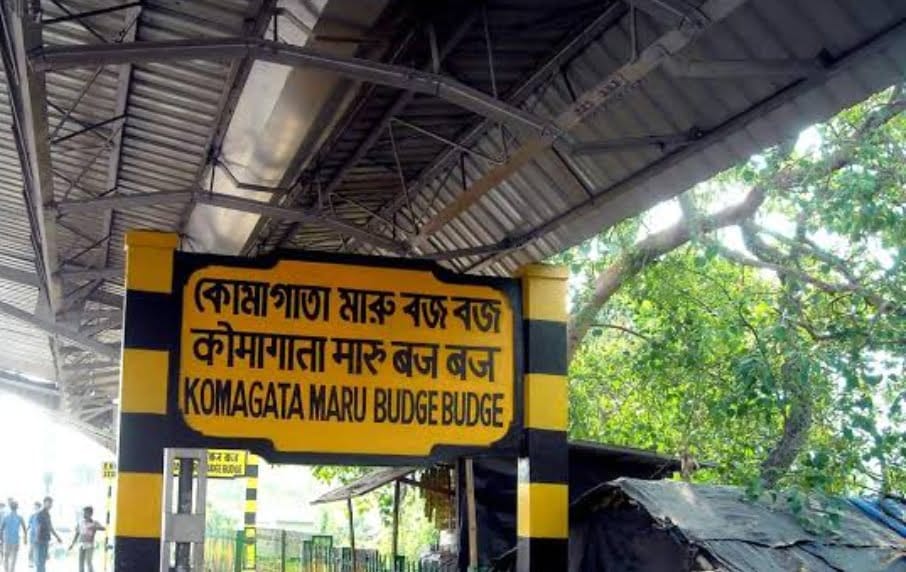 কোমাগাতা মারু বজ বজ
कोमागाता मारु बज बज
KOMAGATA MARU BUDGE BUDGE